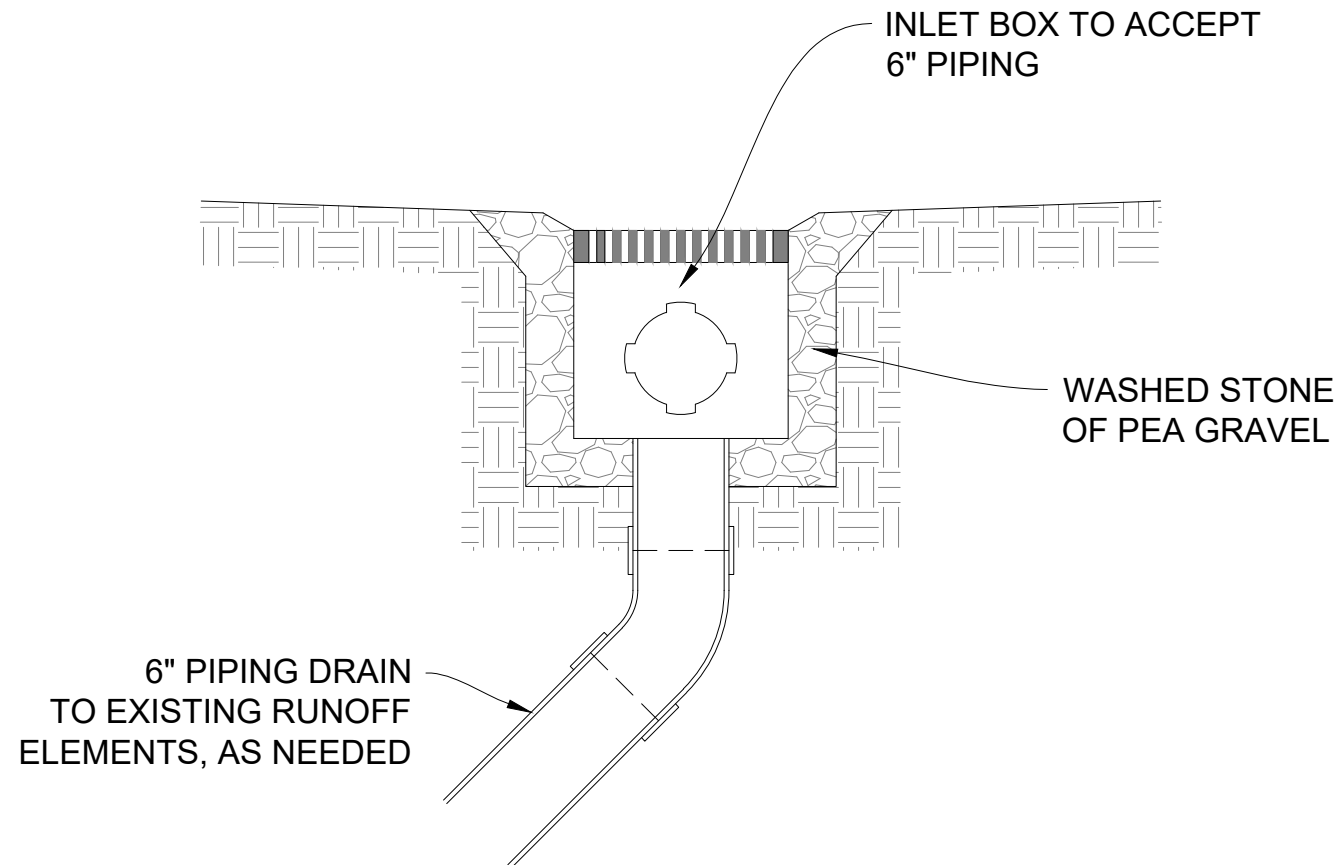 INLET BOX TO ACCEPT
6" PIPING
WASHED STONE
OF PEA GRAVEL
6" PIPING DRAIN
TO EXISTING RUNOFF
ELEMENTS, AS NEEDED